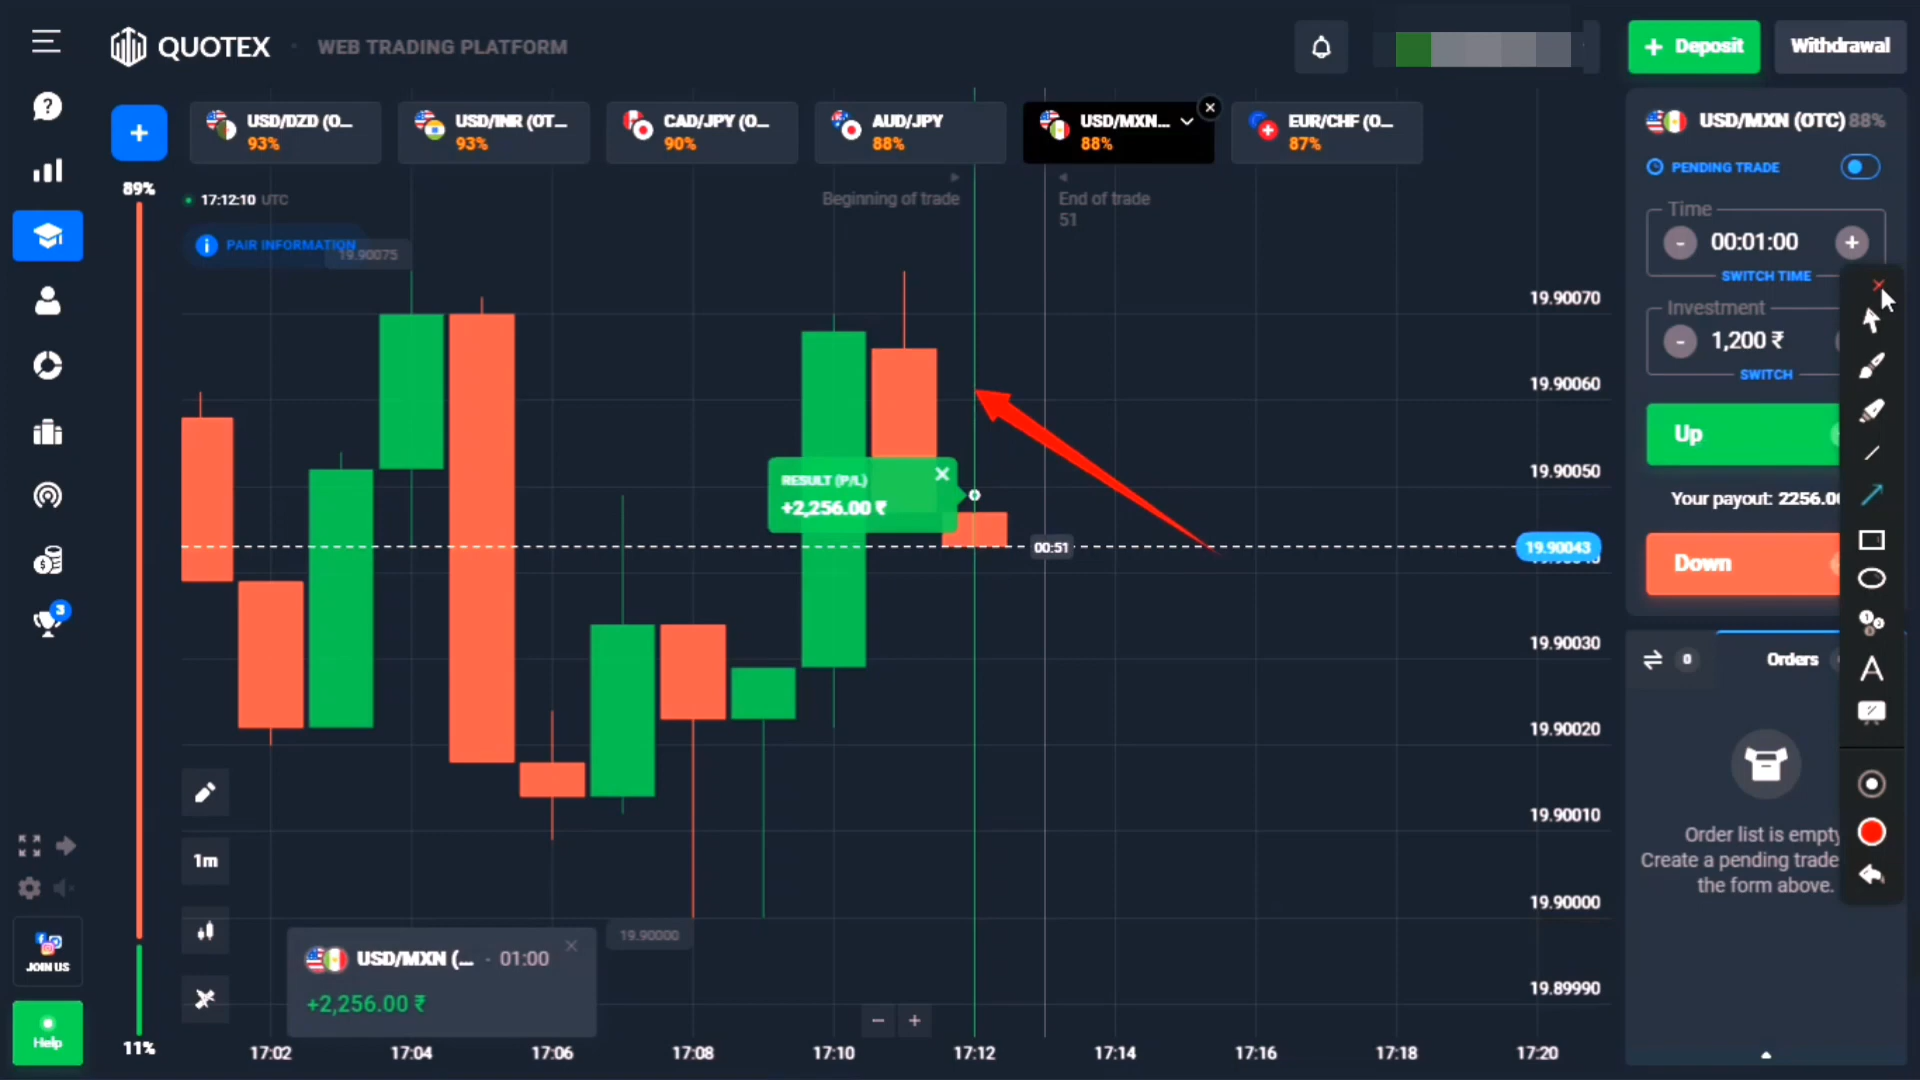 QUOTEX
WEB TRADING PLATFORM
Deposit
Withdrawal
USD/DZD (O...
93%
USD/INR (OT...
93%
CAD/JPY (O...
90%
AUD/JPY
88%
USD/MXN...
88%
EUR/CHF (O...
87%
USD/MXN (OTC) 88%
PENDING TRADE
Time
- 00:01:00 +
SWITCH TIME
Investment
- 1,200 ₹
SWITCH
Up
Your payout: 2256.0
Down
0
Orders
Order list is empty
Create a pending trade
the form above.
89%
17:12:10 UTC
PAIR INFORMATION
19.90075
Beginning of trade
End of trade
51
19.90070
19.90060
19.90050
19.90043
19.90030
19.90020
19.90010
19.90000
19.89990
RESULT (P/L)
+2,256.00 ₹
00:51
1m
19.90000
USD/MXN (... - 01:00
+2,256.00 ₹
3
JOIN US
Help
11%
17:02
17:04
17:06
17:08
17:10
17:12
17:14
17:16
17:18
17:20